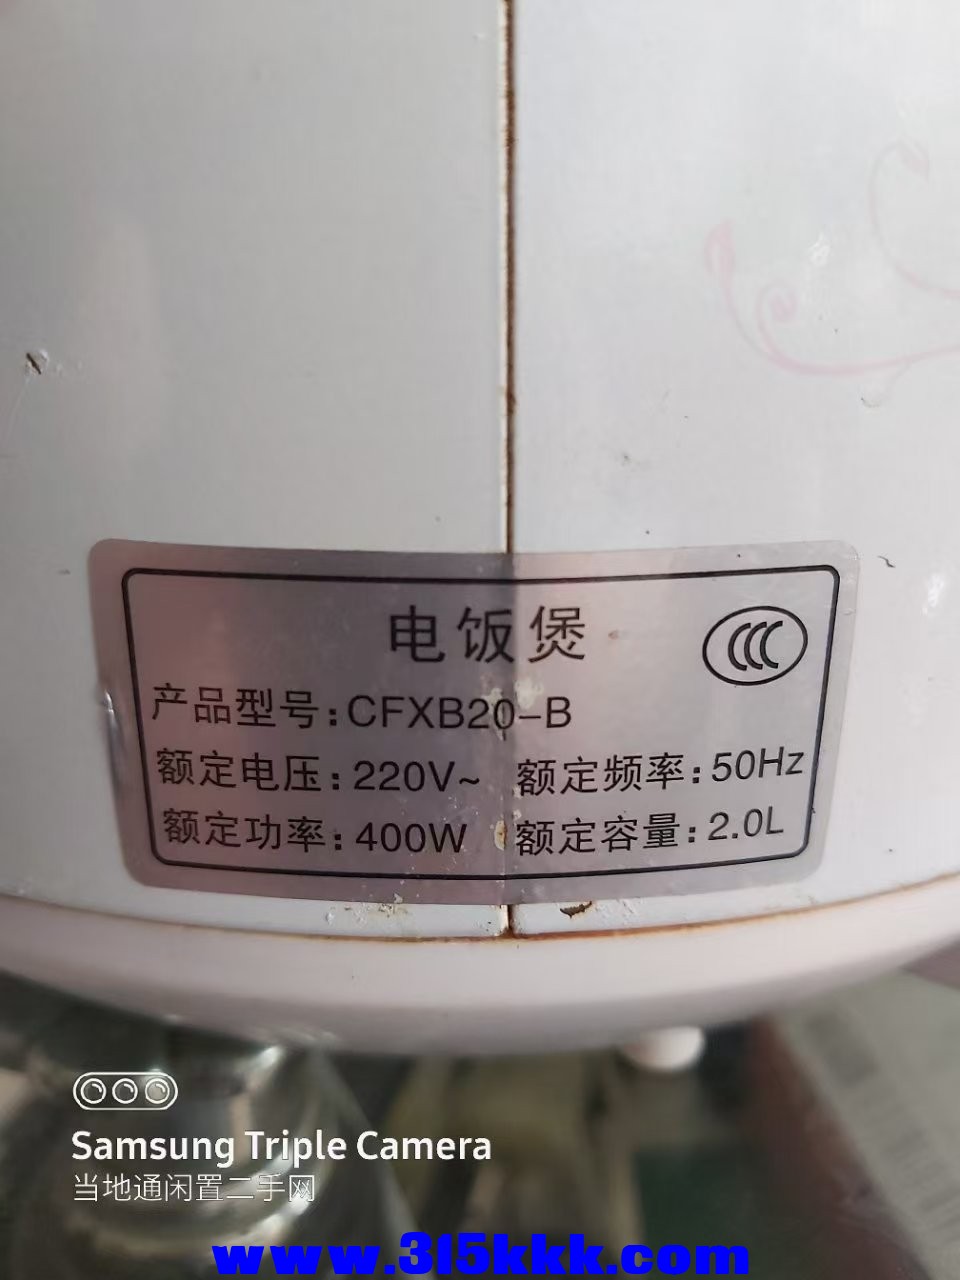 电饭煲
CCC
产品型号:CFXB20-B
额定电压:220V~ 额定频率:50Hz
额定功率:400W 额定容量:2.0L
Samsung Triple Camera
当地通闲置二手网
www.315kkk.com